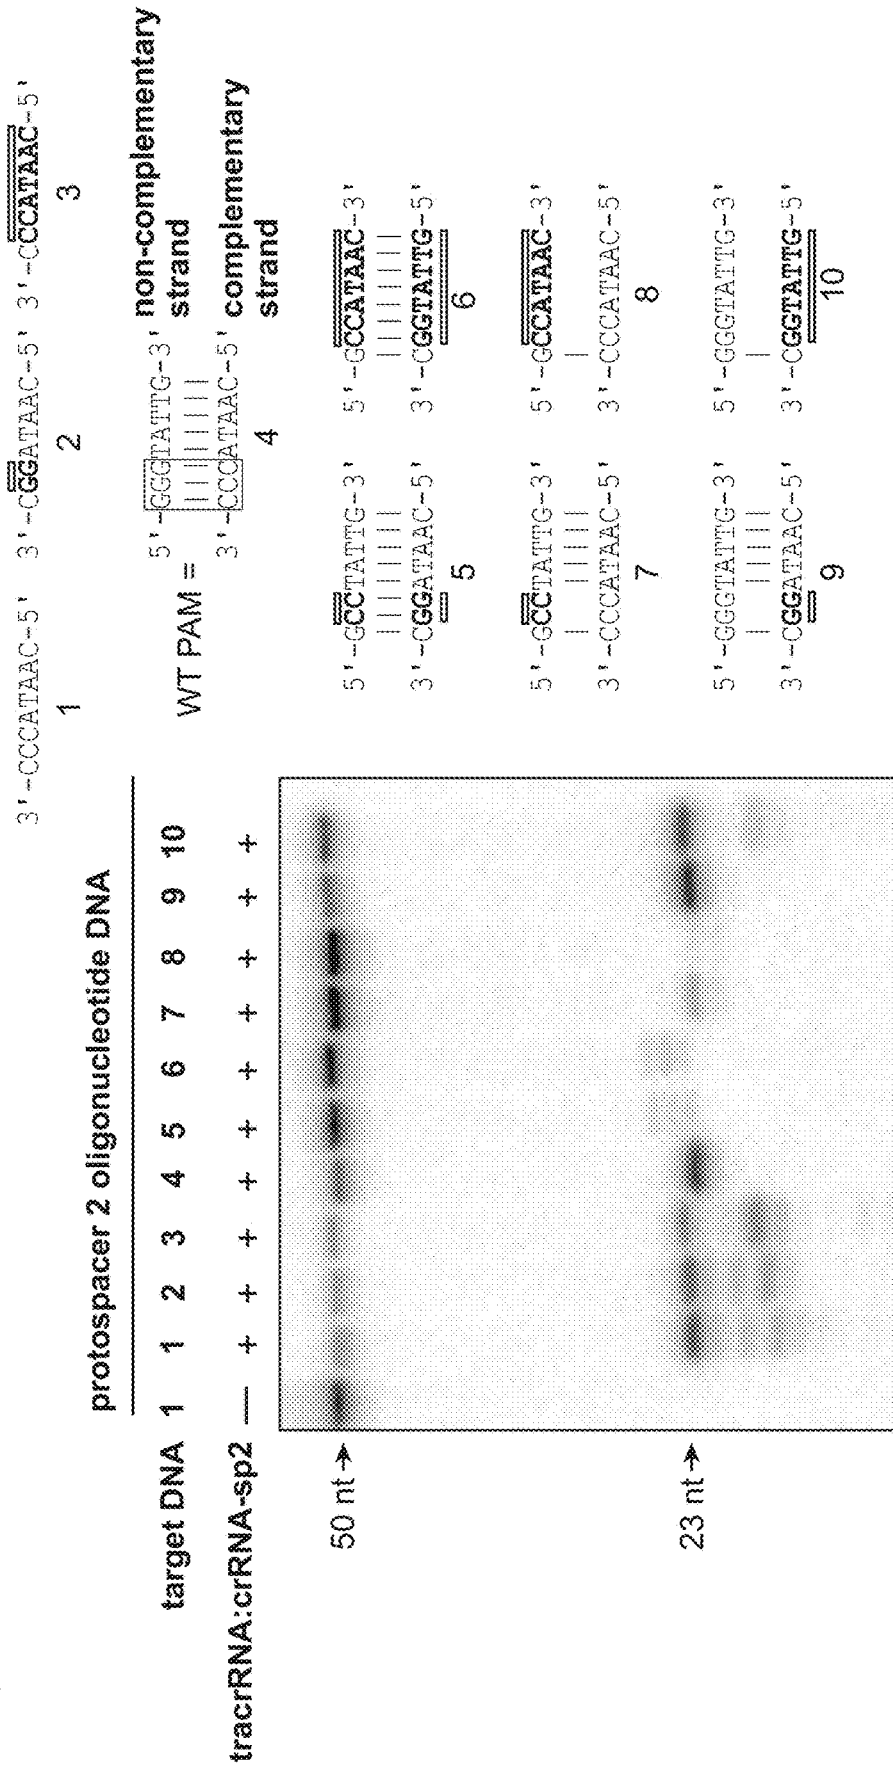 protospacer 2 oligonucleotide DNA
target DNA 1 1 2 3 4 5 6 7 8 9 10
tracrRNA:crRNA-sp2 — + + + + + + + + + +
50 nt→
23 nt→
3'-CCCATAAC-5' 3'-CGGATAAC-5' 3'-CCCATAAC-5'
1 2 3
WT PAM =
5'-GGGTATTG-3' non-complementary strand
3'-CCCATAAC-5' complementary strand
4
5'-GCCTATTG-3' 5'-GCCATAAC-3'
3'-CGGATAAC-5' 3'-CGGTATTG-5'
5 6
5'-GCCTATTG-3' 5'-GCCATAAC-3'
3'-CCCATAAC-5' 3'-CCCATAAC-5'
7 8
5'-GGGTATTG-3' 5'-GGGTATTG-3'
3'-CGGATAAC-5' 3'-CGGTATTG-5'
9 10